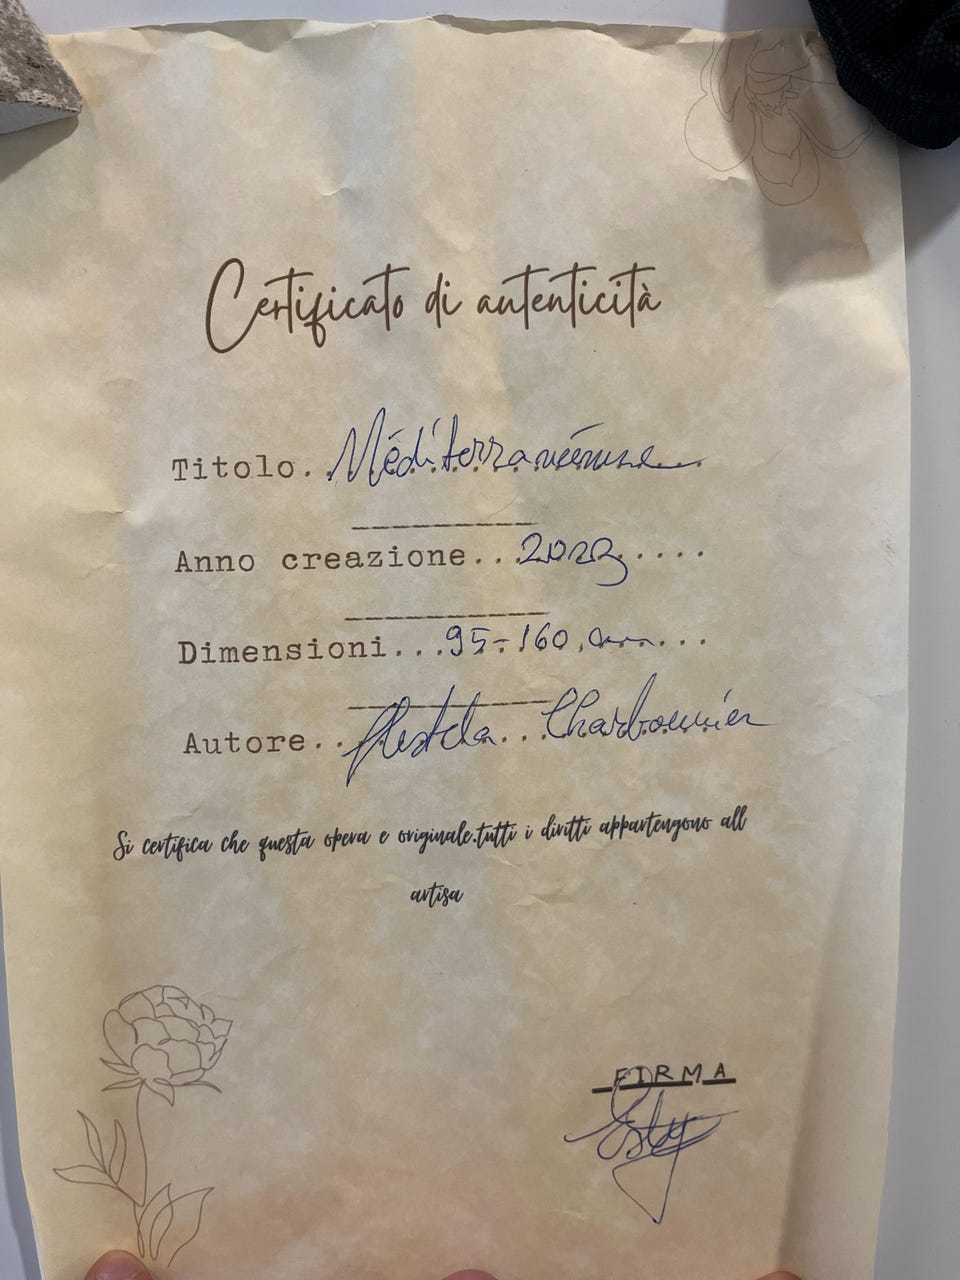 Certificato di autenticità
Titolo..Méditerranéenne
Anno creazione...2023.....
Dimensioni...95-160,cm...
Autore.. ... Charbonnier
Si certifica che questa opera e originale.tutti i diritti appartengono all
artisa
FIRMA